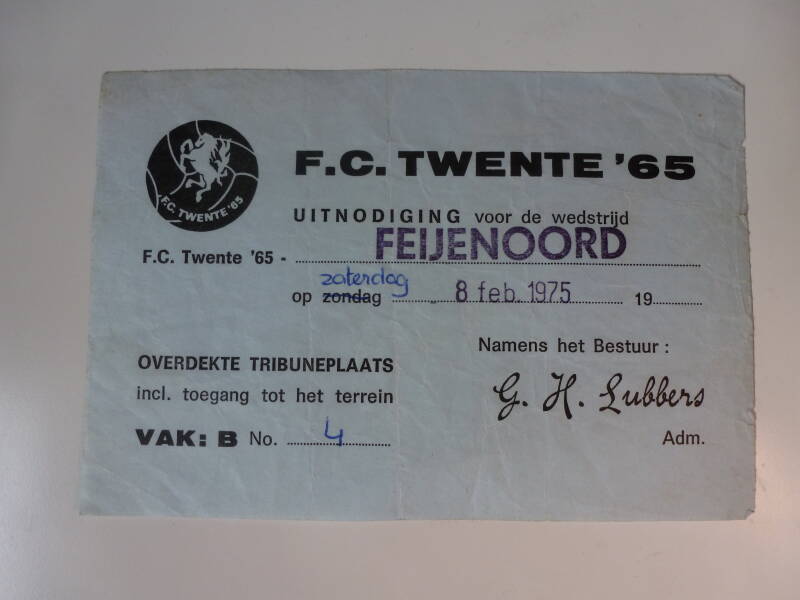 F.C. TWENTE '65
F.C. TWENTE '65
UITNODIGING voor de wedstrijd
F.C. Twente '65 - FEIJENOORD
zaterdag
op zondag 8 feb. 1975 19
OVERDEKTE TRIBUNEPLAATS
incl. toegang tot het terrein
VAK: B No. 4
Namens het Bestuur :
G. H. Lubbers
Adm.